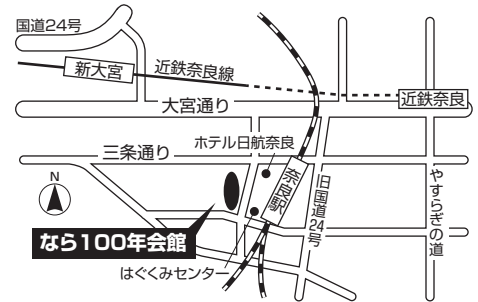 国道24号
新大宮
近鉄奈良線
近鉄奈良
大宮通り
ホテル日航奈良
三条通り
N
奈良駅
旧国道24号
やすらぎの道
なら100年会館
はぐくみセンター